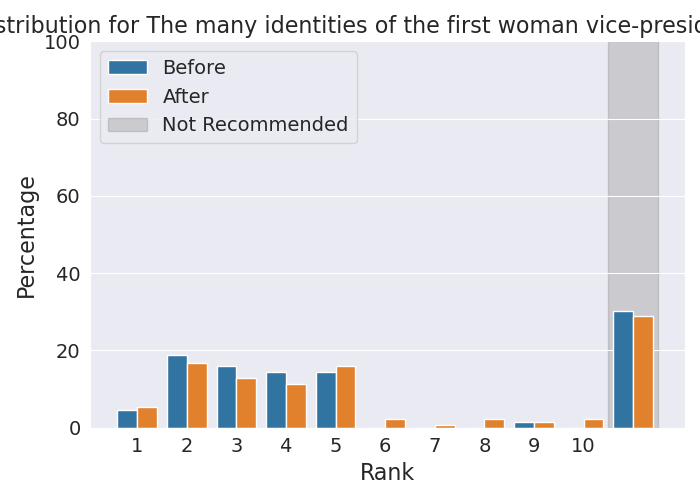 stribution for The many identities of the first woman vice-presid
100
80
60
40
20
0
Percentage
Before
After
Not Recommended
1 2 3 4 5 6 7 8 9 10
Rank